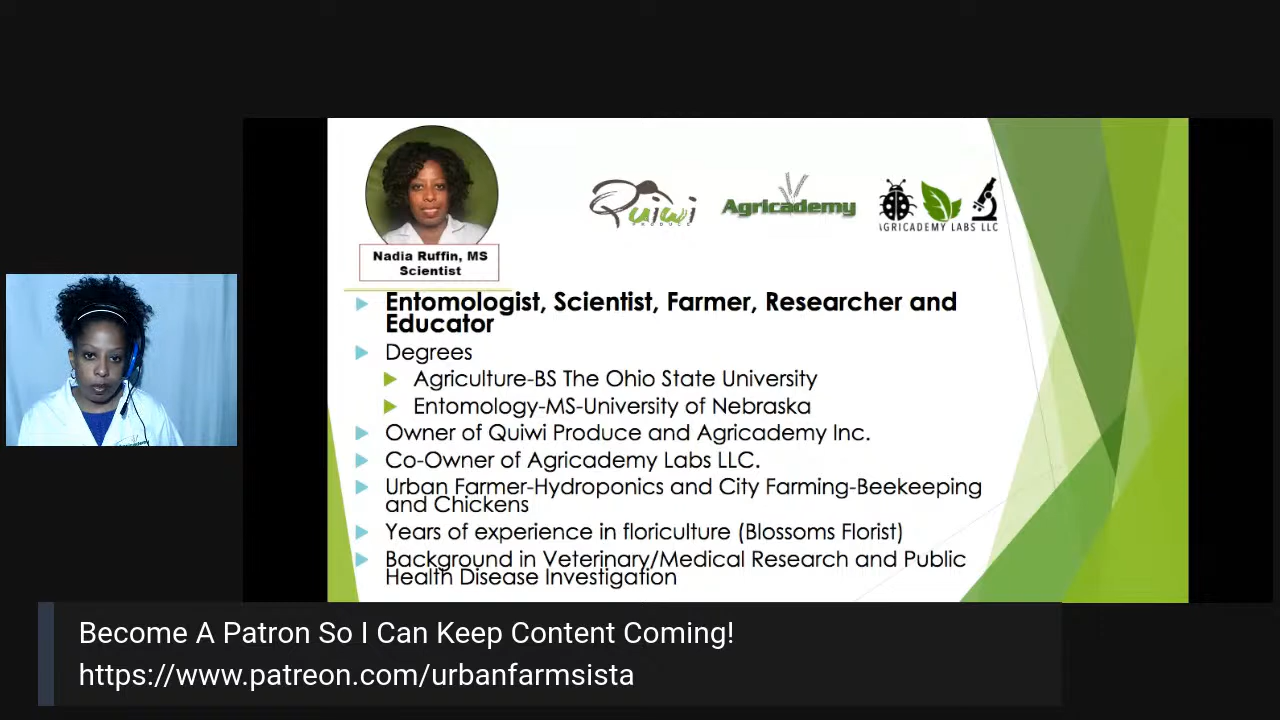 Quiwi
PRODUCE
Agricademy
AGRICADEMY LABS LLC
Nadia Ruffin, MS
Scientist
Entomologist, Scientist, Farmer, Researcher and
Educator
Degrees
Agriculture-BS The Ohio State University
Entomology-MS-University of Nebraska
Owner of Quiwi Produce and Agricademy Inc.
Co-Owner of Agricademy Labs LLC.
Urban Farmer-Hydroponics and City Farming-Beekeeping
and Chickens
Years of experience in floriculture (Blossoms Florist)
Background in Veterinary/Medical Research and Public
Health Disease Investigation
Become A Patron So I Can Keep Content Coming!
https://www.patreon.com/urbanfarmsista